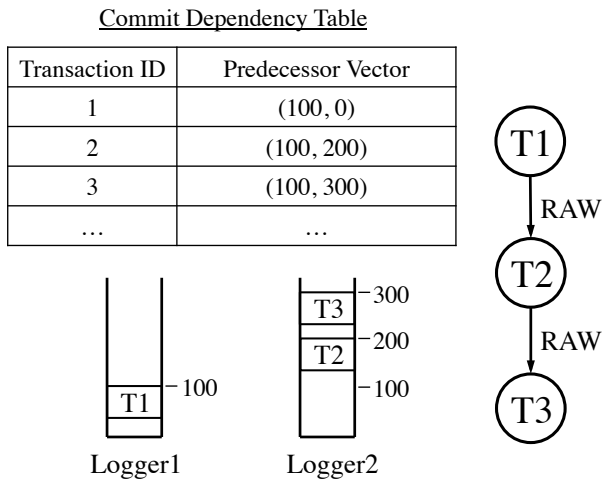 Commit Dependency Table
Transaction ID Predecessor Vector
1 (100, 0)
2 (100, 200)
3 (100, 300)
... ...
T1
RAW
T2
RAW
T3
100
T1
Logger1
300
T3
200
T2
100
Logger2